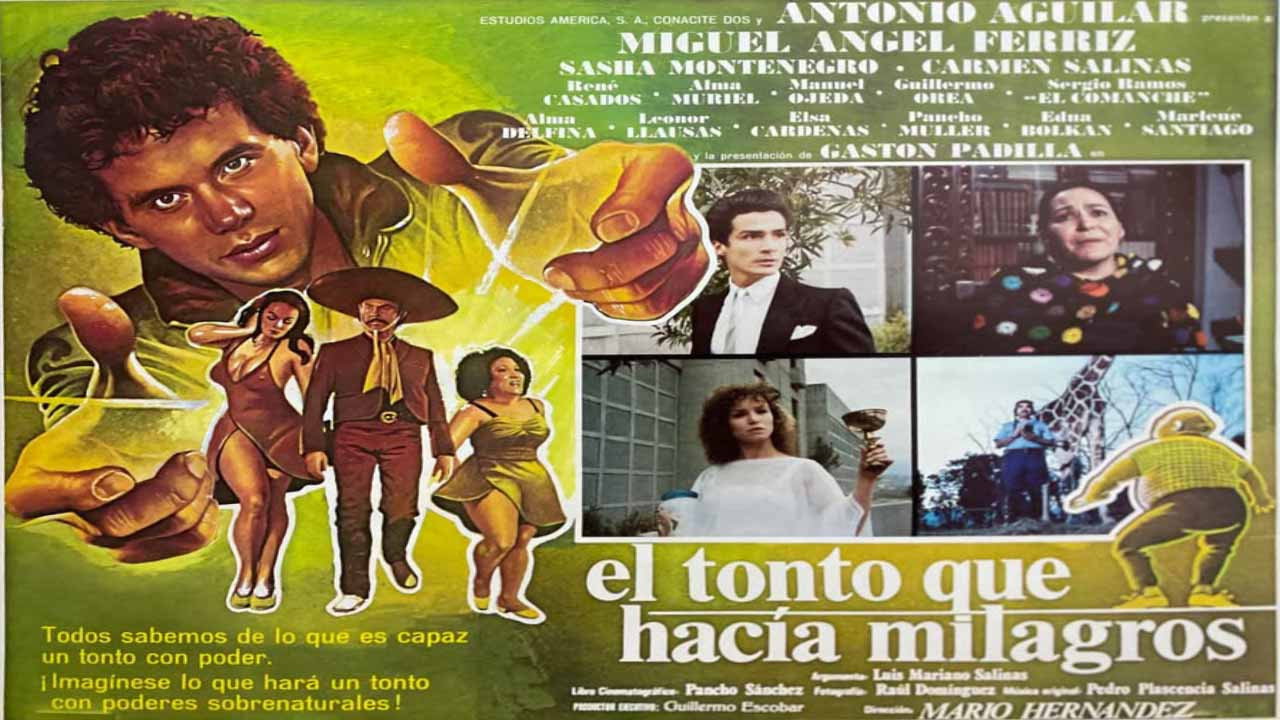 ESTUDIOS AMERICA, S. A., CONACITE DOS y ANTONIO AGUILAR presentan a
MIGUEL ANGEL FERRIZ
SASHA MONTENEGRO · CARMEN SALINAS
René CASADOS · Alma MURIEL · Manuel OJEDA · Guillermo OREA · Sergio Ramos "EL COMANCHE"
Alma DELFINA · Leonor LLAUSAS · Elsa CARDENAS · Pancho MULLER · Edna BOLKAN · Marlene SANTIAGO
y la presentación de GASTON PADILLA en
el tonto que
hacía milagros
Todos sabemos de lo que es capaz
un tonto con poder.
¡Imagínese lo que hará un tonto
con poderes sobrenaturales!
Argumento- Luis Mariano Salinas
Libro Cinematográfico- Pancho Sánchez Fotografía- Raúl Domínguez Música original- Pedro Plascencia Salinas
PRODUCTOR EJECUTIVO: Guillermo Escobar Dirección: MARIO HERNANDEZ